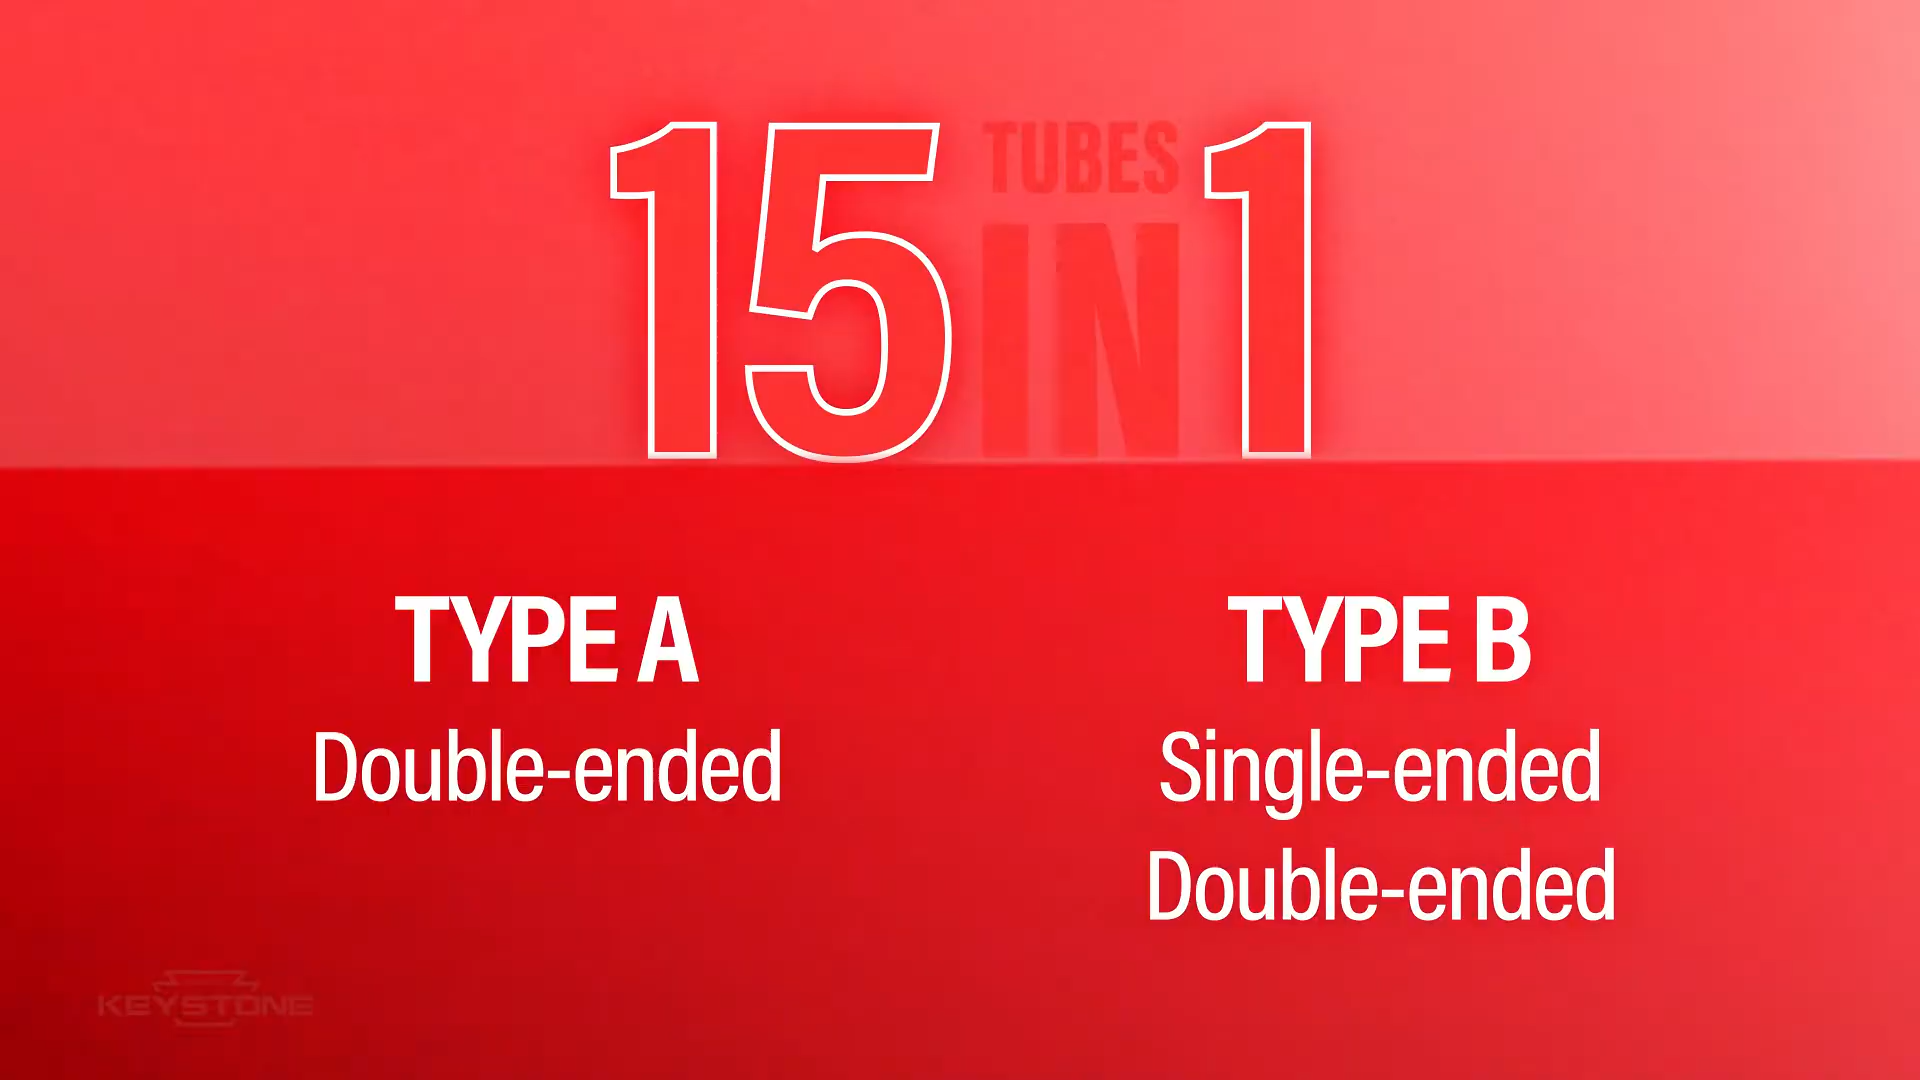 15 TUBES IN 1
TYPE A
Double-ended
TYPE B
Single-ended
Double-ended
KEYSTONE